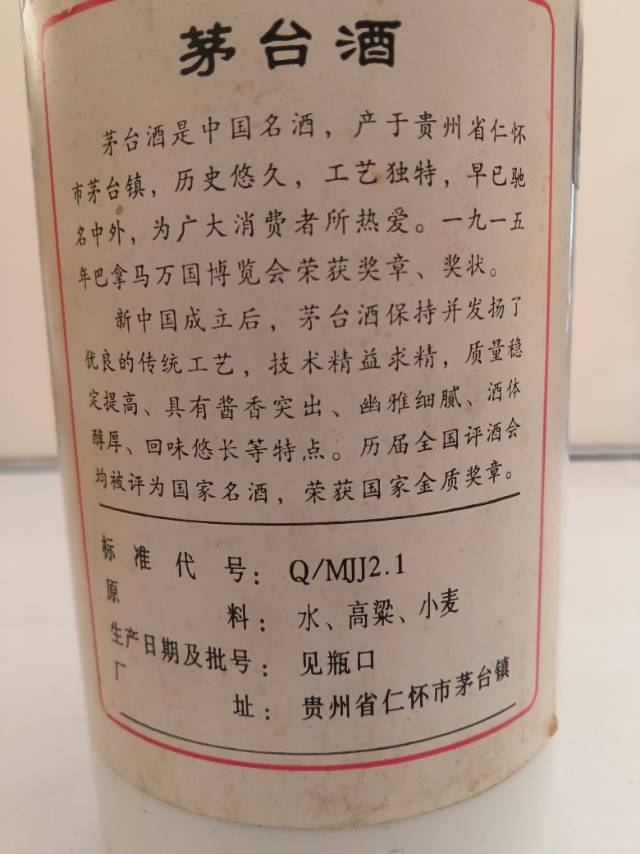 茅台酒
茅台酒是中国名酒，产于贵州省仁怀
市茅台镇，历史悠久，工艺独特，早已驰
名中外，为广大消费者所热爱。一九一五
年巴拿马万国博览会荣获奖章、奖状。
新中国成立后，茅台酒保持并发扬了
优良的传统工艺，技术精益求精，质量稳
定提高、具有酱香突出、幽雅细腻、酒体
醇厚、回味悠长等特点。历届全国评酒会
均被评为国家名酒，荣获国家金质奖章。
标准代号：Q/MJJ2.1
原料：水、高粱、小麦
生产日期及批号：见瓶口
厂址：贵州省仁怀市茅台镇